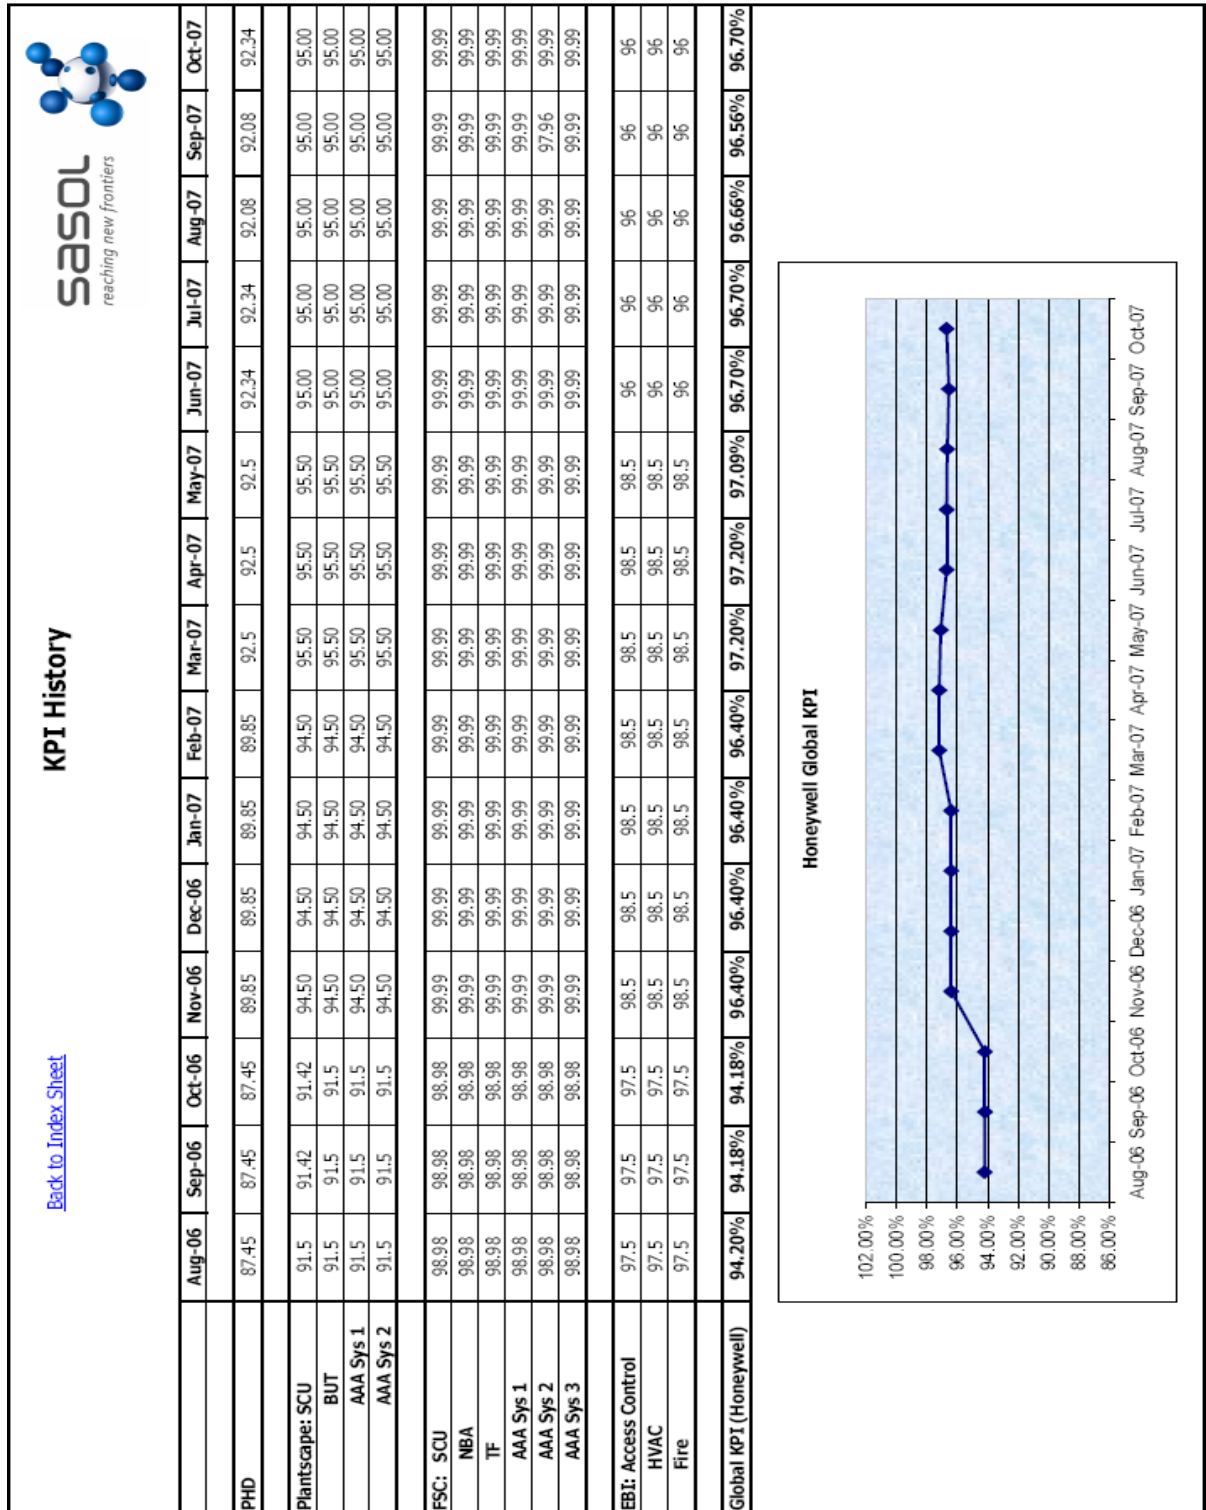 Back to Index Sheet
KPI History
sasol
reaching new frontiers
Aug-06 Sep-06 Oct-06 Nov-06 Dec-06 Jan-07 Feb-07 Mar-07 Apr-07 May-07 Jun-07 Jul-07 Aug-07 Sep-07 Oct-07
PHD 87.45 87.45 87.45 89.85 89.85 89.85 89.85 92.5 92.5 92.5 92.34 92.34 92.08 92.08 92.34
Plantscape: SCU 91.5 91.42 91.42 94.50 94.50 94.50 94.50 95.50 95.50 95.50 95.00 95.00 95.00 95.00 95.00
BUT 91.5 91.5 91.5 94.50 94.50 94.50 94.50 95.50 95.50 95.50 95.00 95.00 95.00 95.00 95.00
AAA Sys 1 91.5 91.5 91.5 94.50 94.50 94.50 94.50 95.50 95.50 95.50 95.00 95.00 95.00 95.00 95.00
AAA Sys 2 91.5 91.5 91.5 94.50 94.50 94.50 94.50 95.50 95.50 95.50 95.00 95.00 95.00 95.00 95.00
FSC: SCU 98.98 98.98 98.98 99.99 99.99 99.99 99.99 99.99 99.99 99.99 99.99 99.99 99.99 99.99 99.99
NBA 98.98 98.98 98.98 99.99 99.99 99.99 99.99 99.99 99.99 99.99 99.99 99.99 99.99 99.99 99.99
TF 98.98 98.98 98.98 99.99 99.99 99.99 99.99 99.99 99.99 99.99 99.99 99.99 99.99 99.99 99.99
AAA Sys 1 98.98 98.98 98.98 99.99 99.99 99.99 99.99 99.99 99.99 99.99 99.99 99.99 99.99 99.99 99.99
AAA Sys 2 98.98 98.98 98.98 99.99 99.99 99.99 99.99 99.99 99.99 99.99 99.99 99.99 99.99 97.96 99.99
AAA Sys 3 98.98 98.98 98.98 99.99 99.99 99.99 99.99 99.99 99.99 99.99 99.99 99.99 99.99 99.99 99.99
EBI: Access Control 97.5 97.5 97.5 98.5 98.5 98.5 98.5 98.5 98.5 98.5 96 96 96 96 96
HVAC 97.5 97.5 97.5 98.5 98.5 98.5 98.5 98.5 98.5 98.5 96 96 96 96 96
Fire 97.5 97.5 97.5 98.5 98.5 98.5 98.5 98.5 98.5 98.5 96 96 96 96 96
Global KPI (Honeywell) 94.20% 94.18% 94.18% 96.40% 96.40% 96.40% 96.40% 97.20% 97.20% 97.09% 96.70% 96.70% 96.66% 96.56% 96.70%
Honeywell Global KPI
102.00%
100.00%
98.00%
96.00%
94.00%
92.00%
90.00%
88.00%
86.00%
Aug-06 Sep-06 Oct-06 Nov-06 Dec-06 Jan-07 Feb-07 Mar-07 Apr-07 May-07 Jun-07 Jul-07 Aug-07 Sep-07 Oct-07